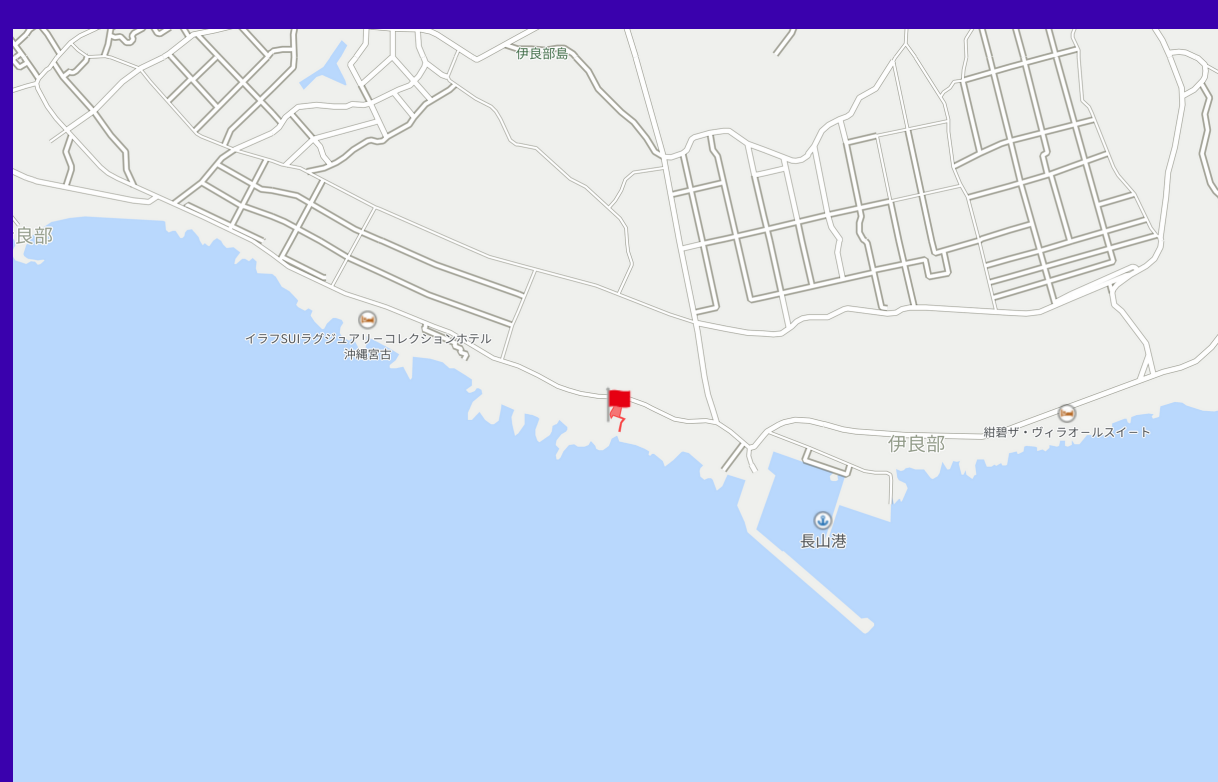 伊良部島
良部
イラフSUIラグジュアリーコレクションホテル
沖縄宮古
紺碧ザ・ヴィラオールスイート
伊良部
長山港